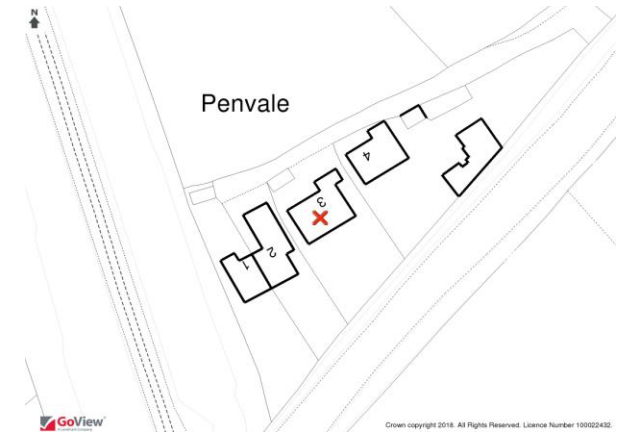 N
Penvale
4
3
2
1
GoView
Crown copyright 2018. All Rights Reserved. Licence Number 100022432.